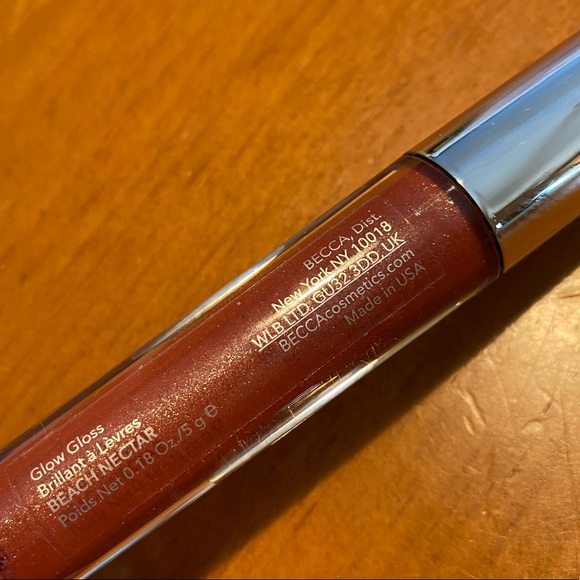 BECCA, Dist.
New York NY 10018
WLB LTD, GU32 3DD, UK
BECCAcosmetics.com
Made in USA
Glow Gloss
Brillant à Lèvres
BEACH NECTAR
Poids Net 0.18 Oz./5 g ℮